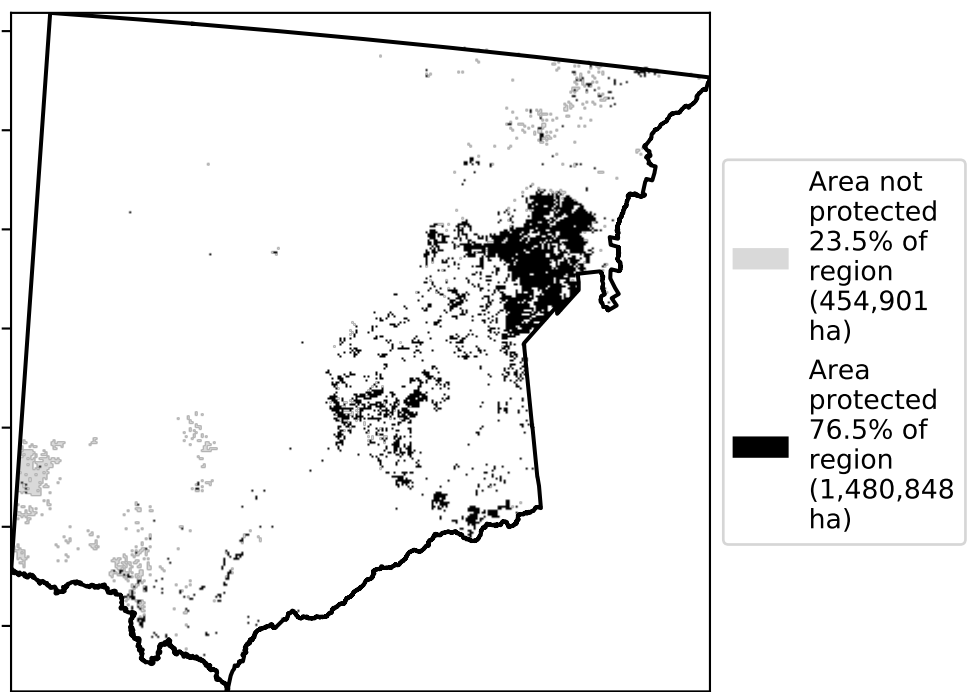 Area not
protected
23.5% of
region
(454,901
ha)
Area
protected
76.5% of
region
(1,480,848
ha)